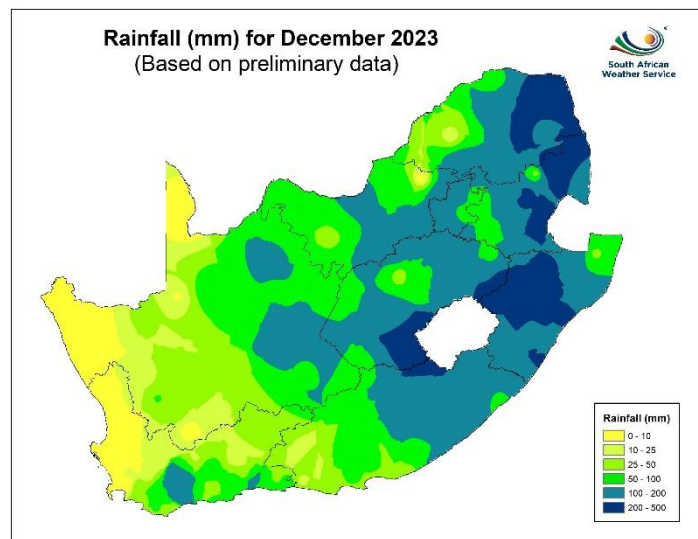 Rainfall (mm) for December 2023
(Based on preliminary data)
South African
Weather Service
Rainfall (mm)
0 - 10
10 - 25
25 - 50
50 - 100
100 - 200
200 - 500